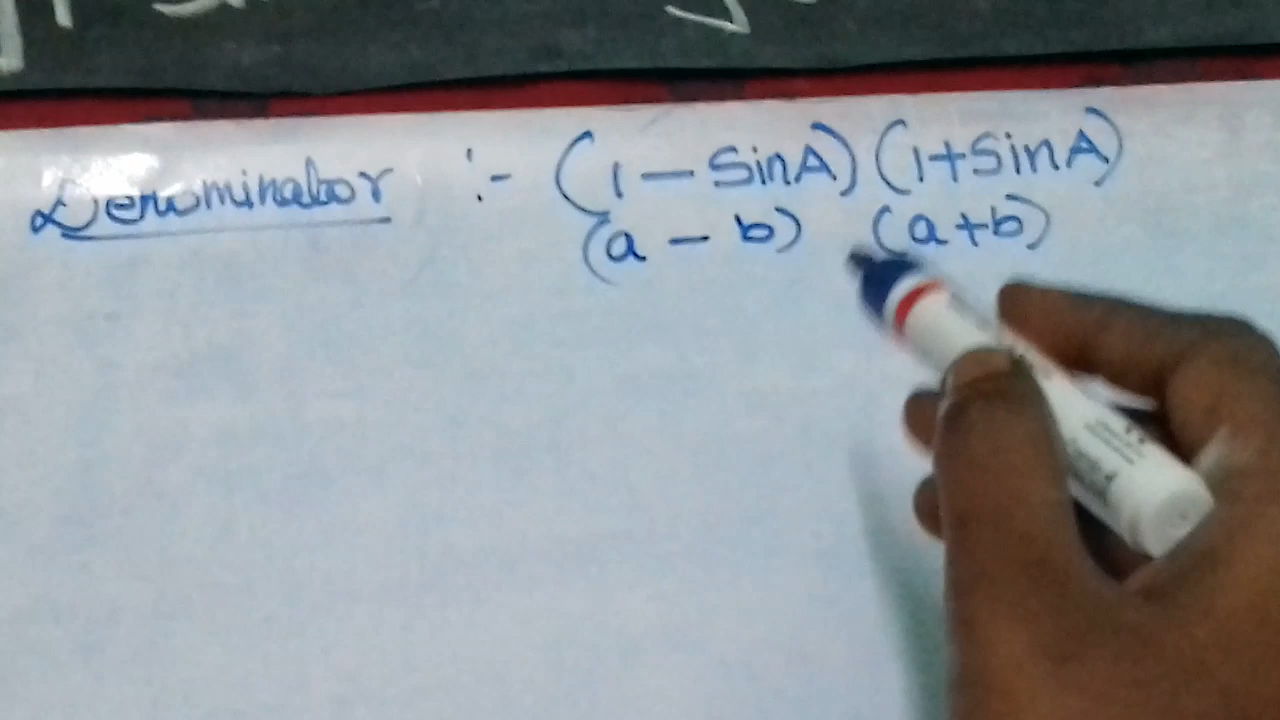 Denominator :- (1 - SinA) (1+SinA)
(a - b) (a+b)